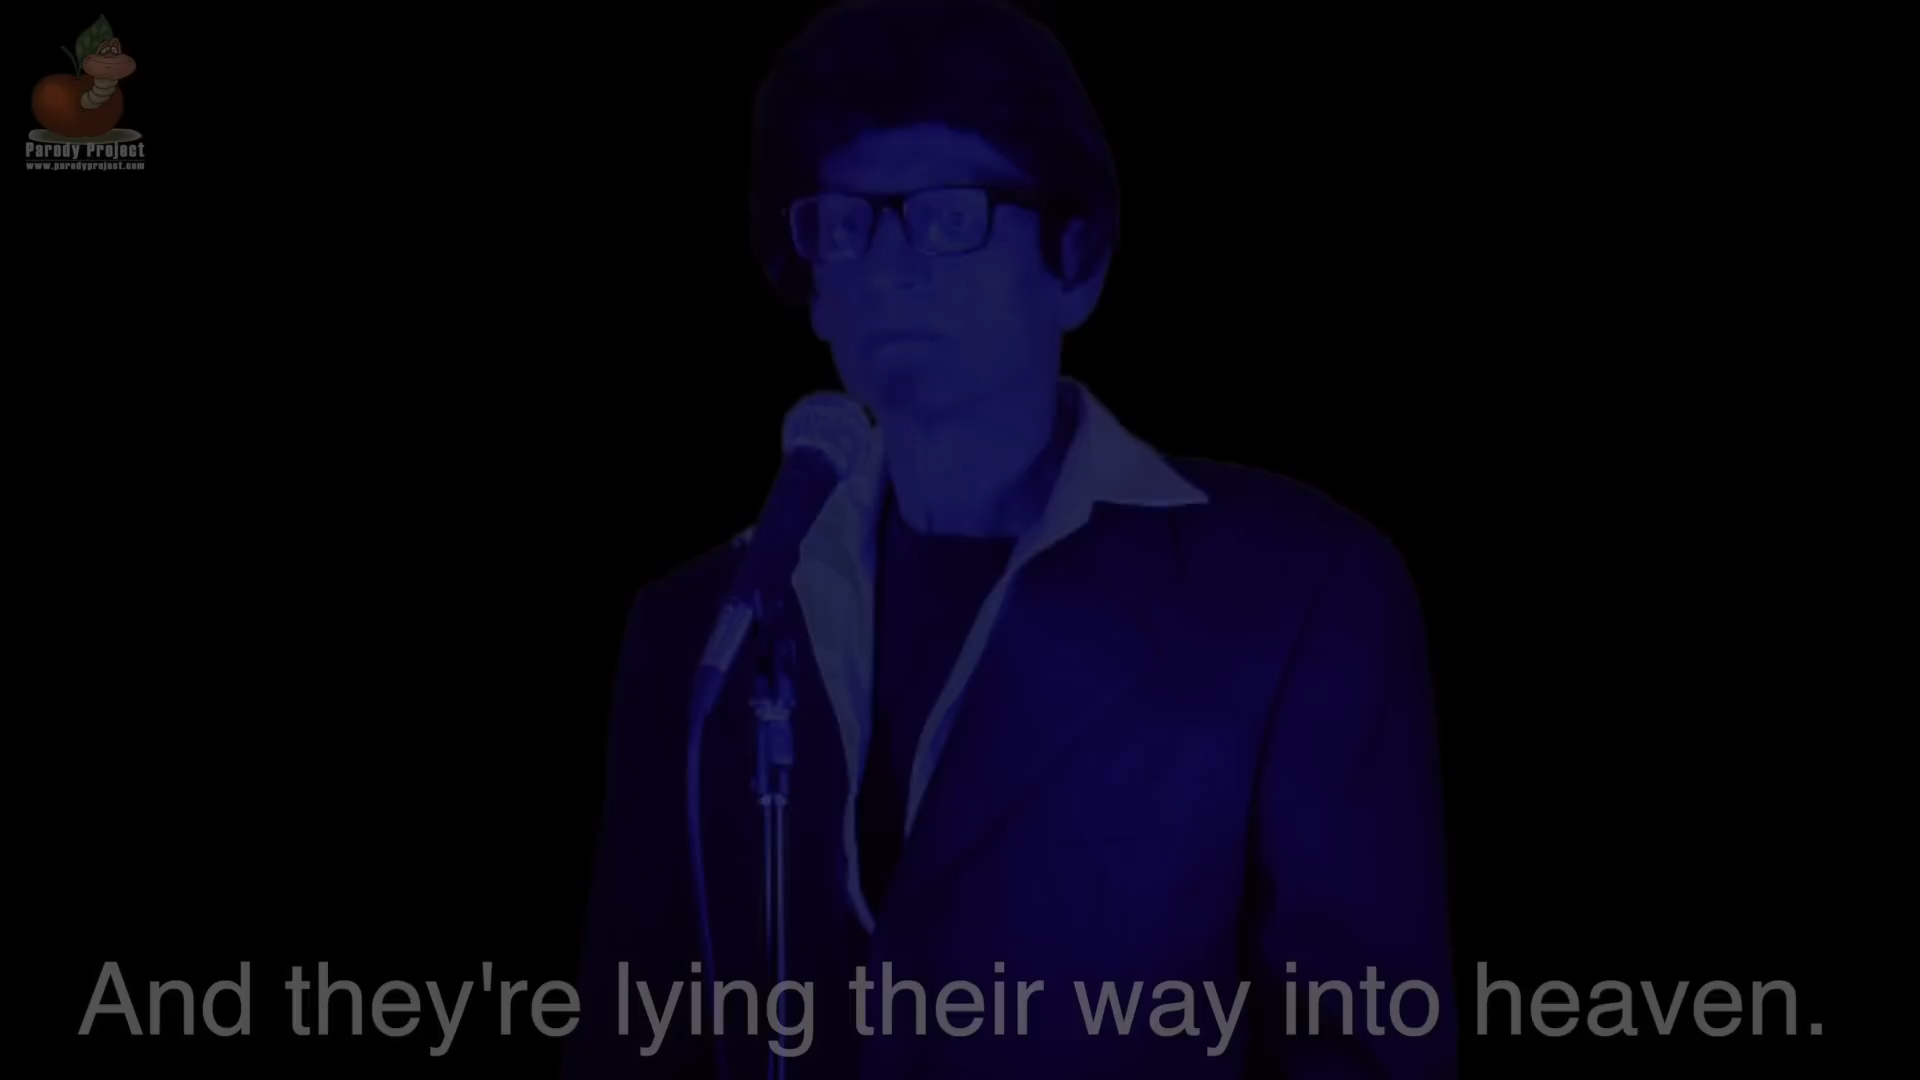 Parody Project
www.parodyproject.com
And they're lying their way into heaven.